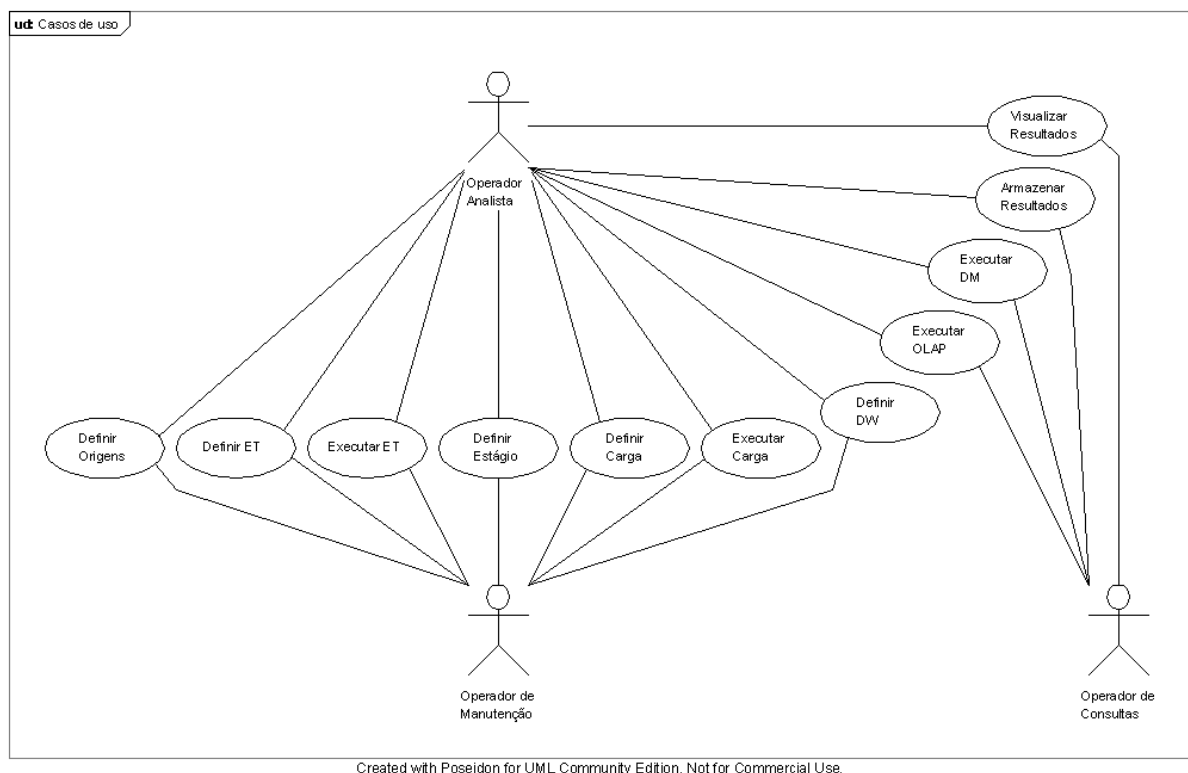 ud: Casos de uso
Visualizar
Resultados
Operador
Analista
Armazenar
Resultados
Executar
DM
Executar
OLAP
Definir
DW
Definir
Origens
Definir ET
Executar ET
Definir
Estágio
Definir
Carga
Executar
Carga
Operador de
Manutenção
Operador de
Consultas
Created with Poseidon for UML Community Edition. Not for Commercial Use.